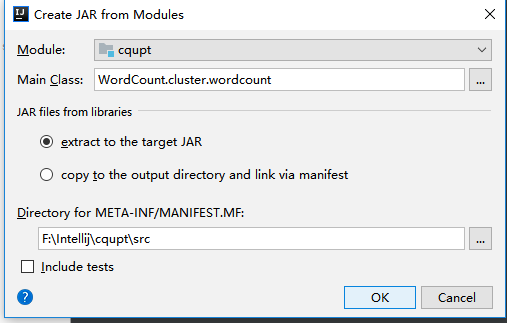 Create JAR from Modules
Module: cqupt
Main Class: WordCount.cluster.wordcount ...
JAR files from libraries
extract to the target JAR
copy to the output directory and link via manifest
Directory for META-INF/MANIFEST.MF:
F:\Intellij\cqupt\src ...
Include tests
? OK Cancel